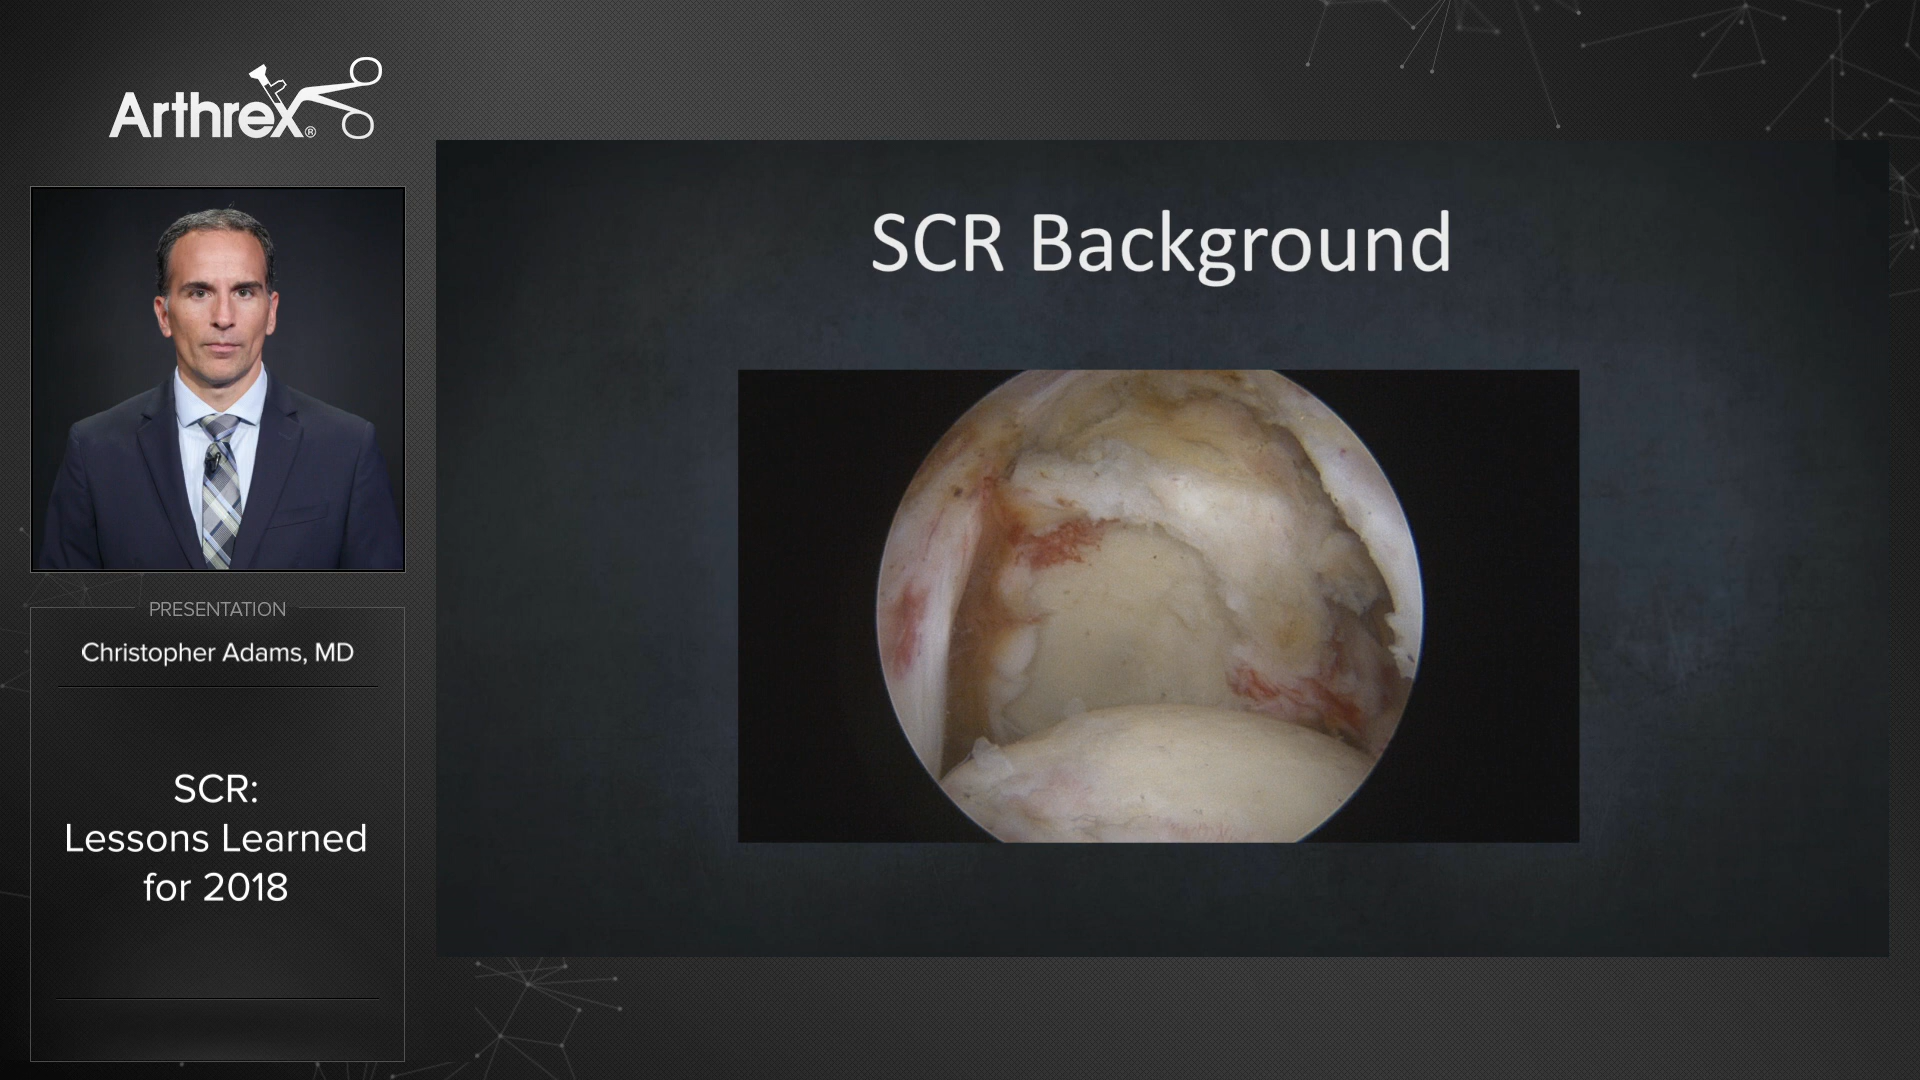 Arthrex®
SCR Background
PRESENTATION
Christopher Adams, MD
SCR:
Lessons Learned
for 2018